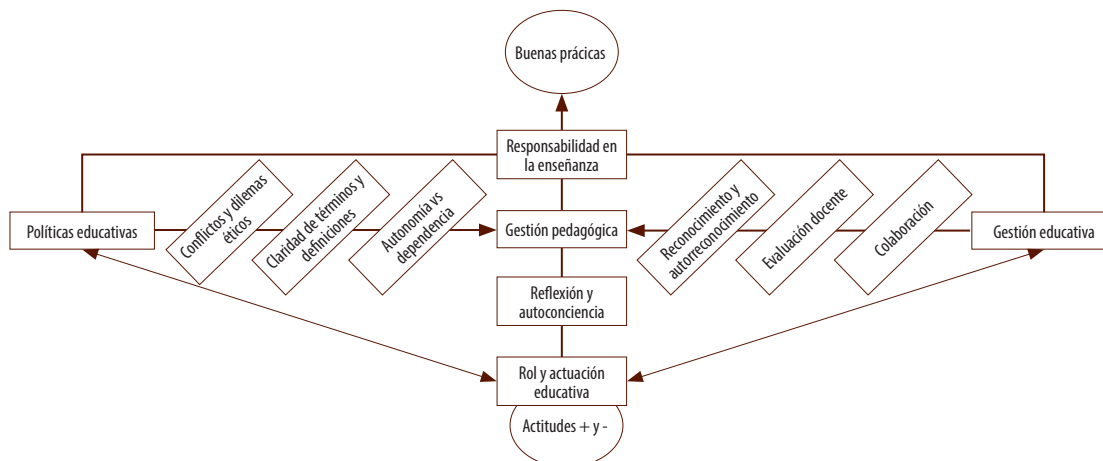 Buenas prácicas
Responsabilidad en
la enseñanza
Políticas educativas
Conflictos y dilemas
éticos
Claridad de términos y
definiciones
Autonomía vs
dependencia
Gestión pedagógica
Reconocimiento y
autorreconocimiento
Evaluación docente
Colaboración
Gestión educativa
Reflexión y
autoconciencia
Rol y actuación
educativa
Actitudes + y -